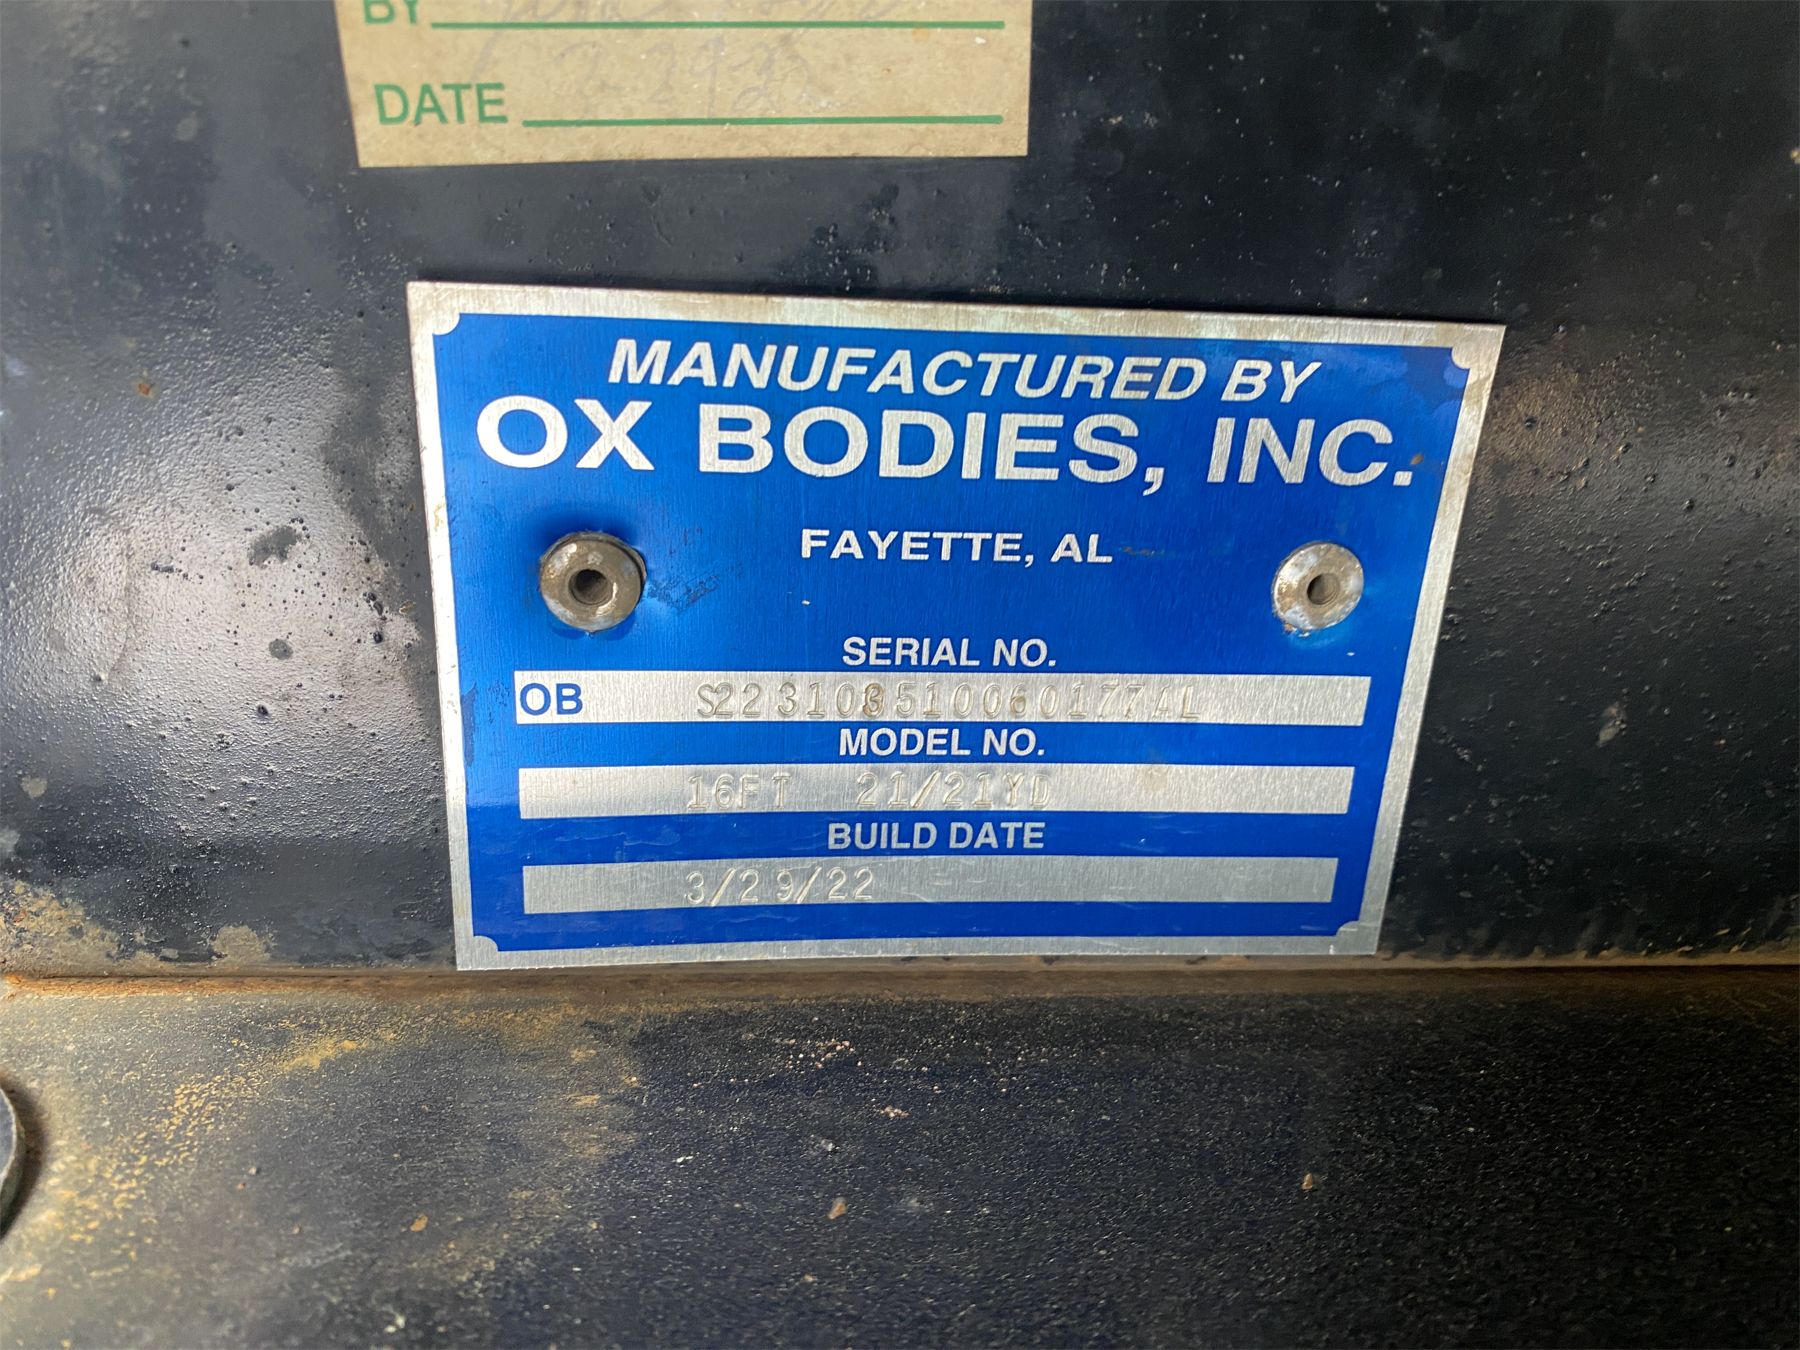 BY
DATE
MANUFACTURED BY
OX BODIES, INC.
FAYETTE, AL
SERIAL NO.
OB
MODEL NO.
16FT 21/21YD
BUILD DATE
3/29/22